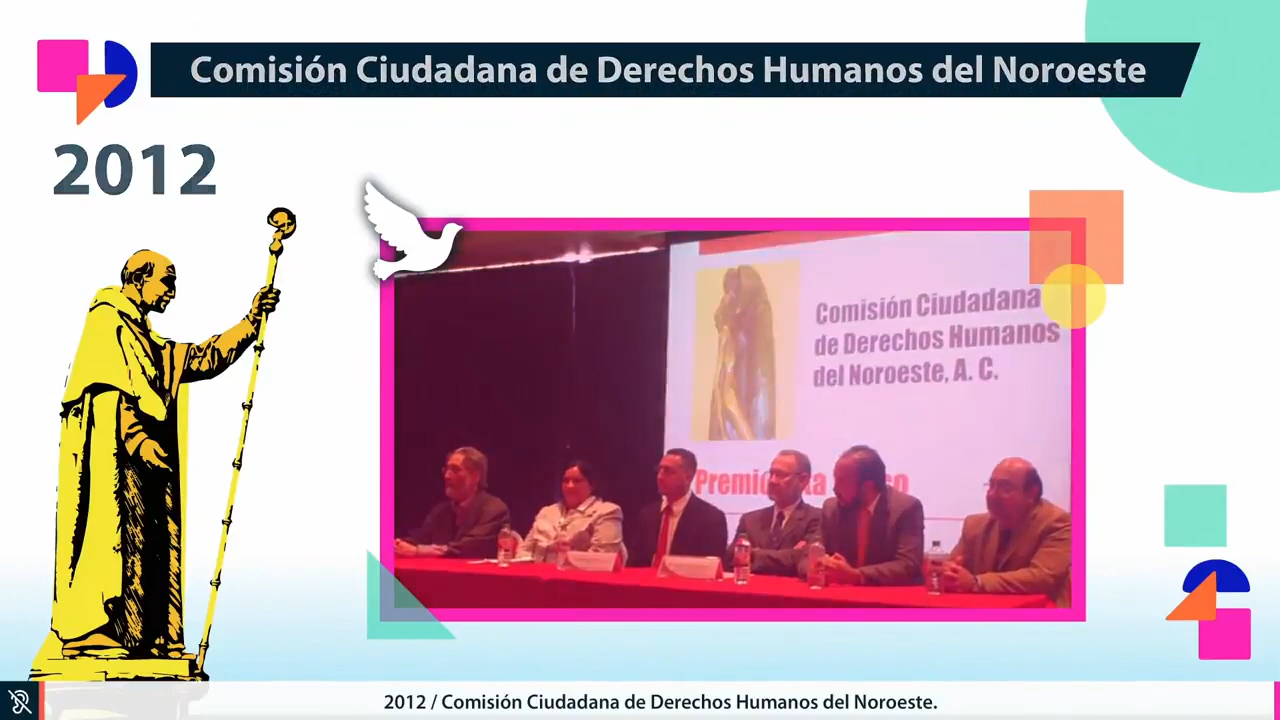 Comisión Ciudadana de Derechos Humanos del Noroeste
2012
Comisión Ciudadana
de Derechos Humanos
del Noroeste, A. C.
2012 / Comisión Ciudadana de Derechos Humanos del Noroeste.